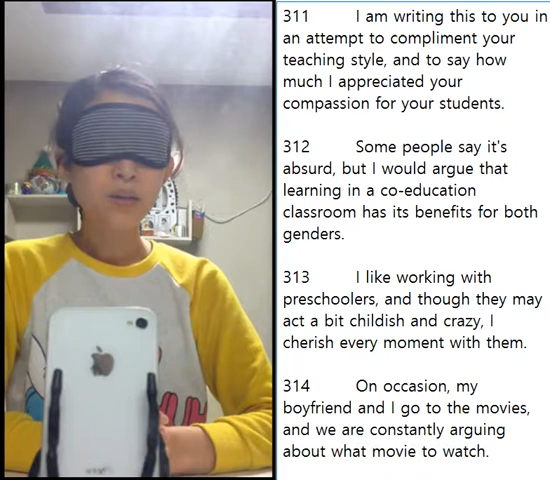 311 I am writing this to you in
an attempt to compliment your
teaching style, and to say how
much I appreciated your
compassion for your students.
312 Some people say it's
absurd, but I would argue that
learning in a co-education
classroom has its benefits for both
genders.
313 I like working with
preschoolers, and though they may
act a bit childish and crazy, I
cherish every moment with them.
314 On occasion, my
boyfriend and I go to the movies,
and we are constantly arguing
about what movie to watch.